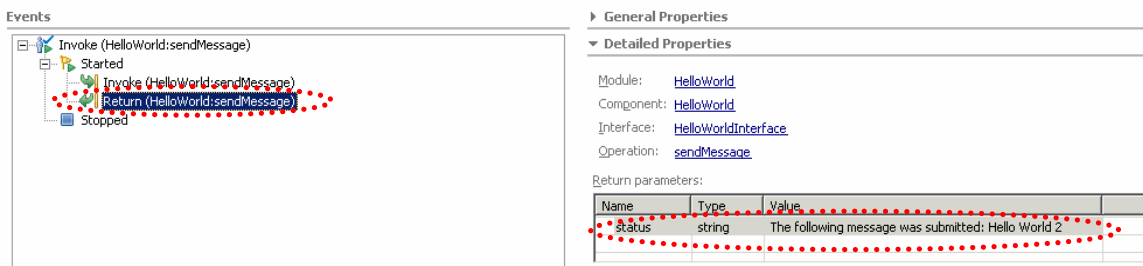 Events
Invoke (HelloWorld:sendMessage)
Started
Invoke (HelloWorld:sendMessage)
Return (HelloWorld:sendMessage)
Stopped
General Properties
Detailed Properties
Module: HelloWorld
Component: HelloWorld
Interface: HelloWorldInterface
Operation: sendMessage
Return parameters:
Name Type Value
status string The following message was submitted: Hello World 2